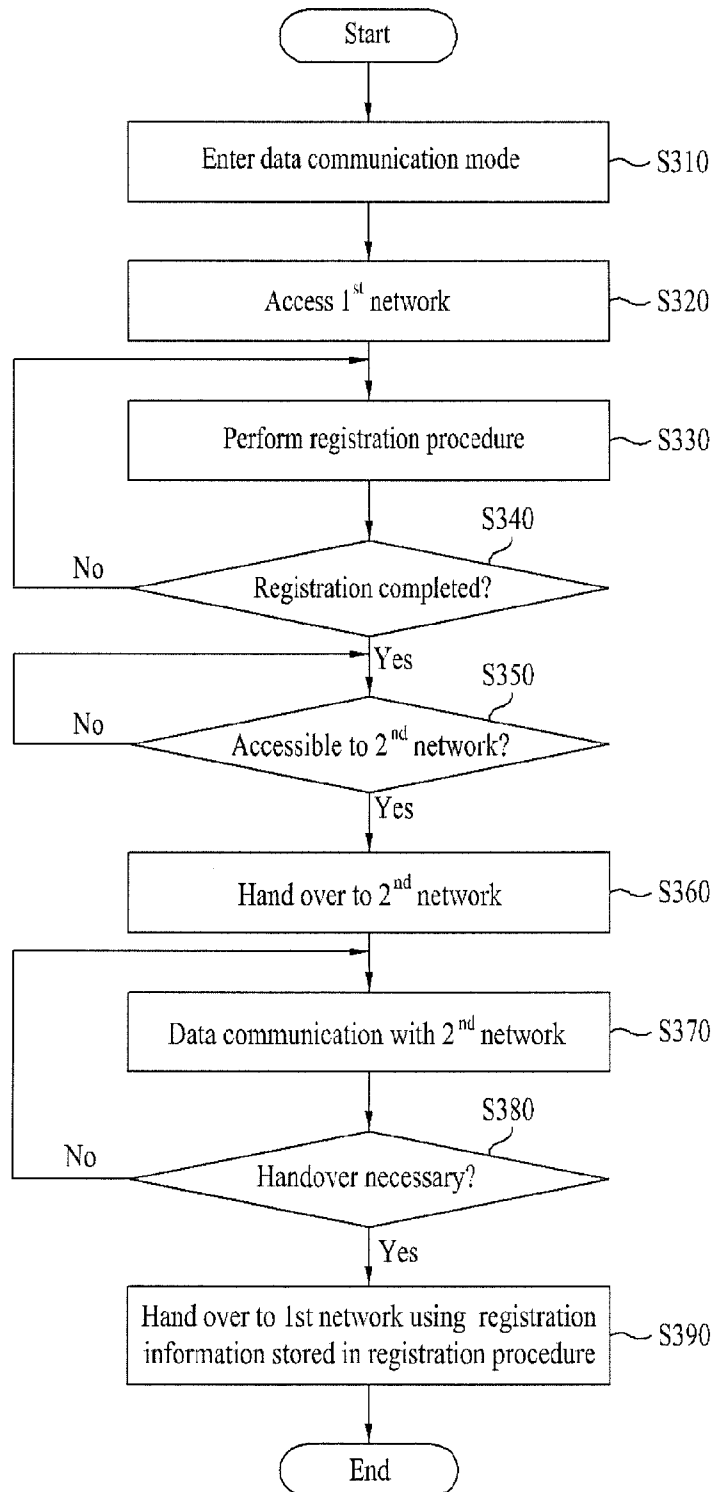 Start
Enter data communication mode
S310
Access 1st network
S320
Perform registration procedure
S330
S340
No
Registration completed?
Yes
S350
No
Accessible to 2nd network?
Yes
Hand over to 2nd network
S360
Data communication with 2nd network
S370
S380
No
Handover necessary?
Yes
Hand over to 1st network using registration
information stored in registration procedure
S390
End